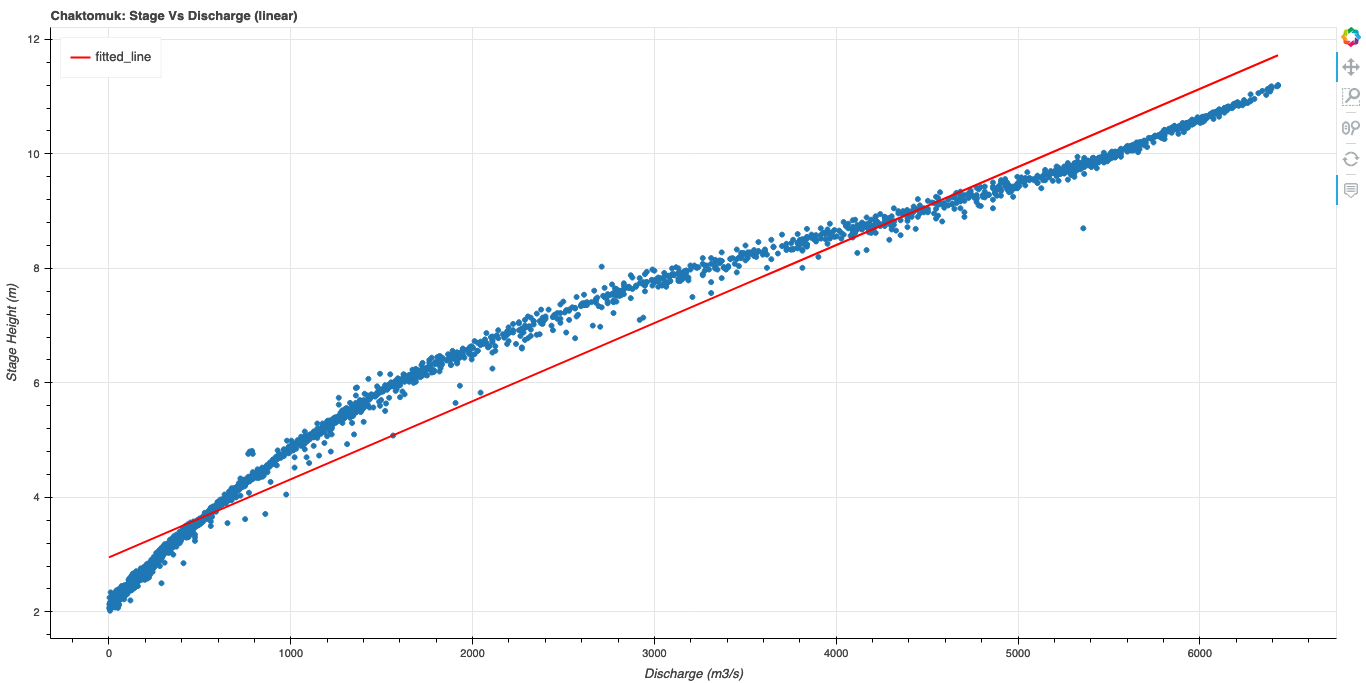 Chaktomuk: Stage Vs Discharge (linear)
fitted_line
12
10
8
6
4
2
Stage Height (m)
0 1000 2000 3000 4000 5000 6000
Discharge (m3/s)